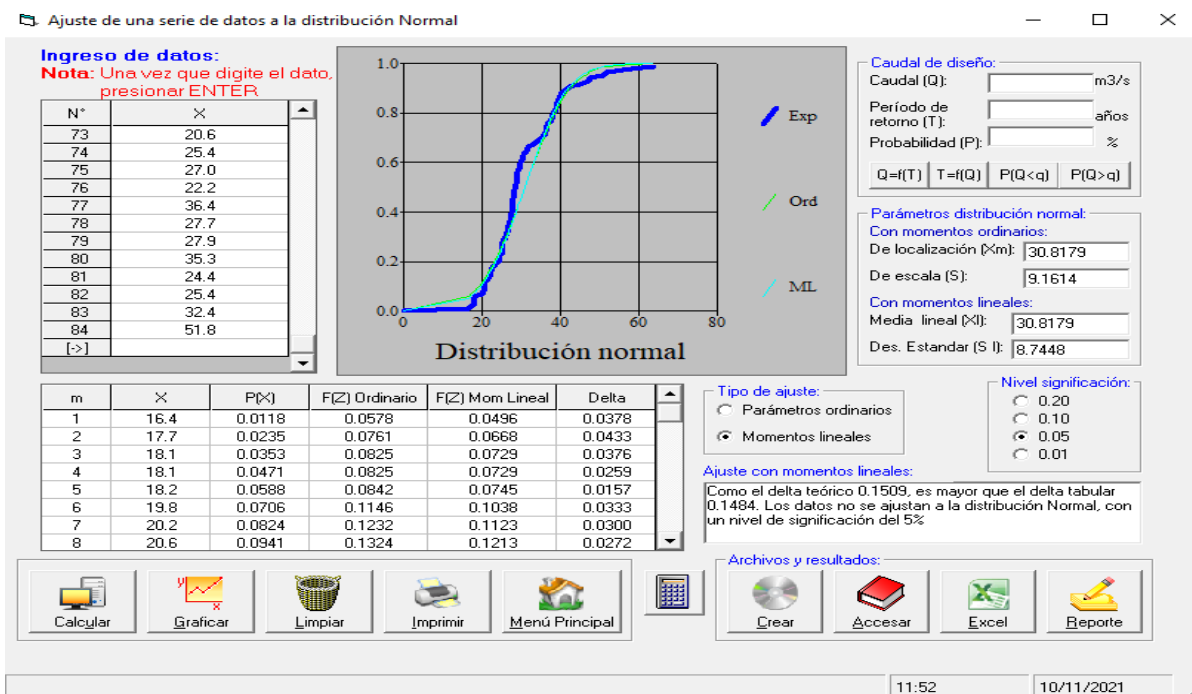 Ajuste de una serie de datos a la distribución Normal
Ingreso de datos:
Nota: Una vez que digite el dato,
presionar ENTER
N° X
73 20.6
74 25.4
75 27.0
76 22.2
77 36.4
78 27.7
79 27.9
80 35.3
81 24.4
82 25.4
83 32.4
84 51.8
[->]
1.0
0.8
0.6
0.4
0.2
0.0
0 20 40 60 80
Distribución normal
Exp
Ord
ML
Caudal de diseño:
Caudal (Q): m3/s
Período de
retorno (T): años
Probabilidad (P): %
Q=f(T) T=f(Q) P(Q<q) P(Q>q)
Parámetros distribución normal:
Con momentos ordinarios:
De localización (Xm): 30.8179
De escala (S): 9.1614
Con momentos lineales:
Media lineal (Xl): 30.8179
Des. Estandar (S l): 8.7448
m X P(X) F(Z) Ordinario F(Z) Mom Lineal Delta
1 16.4 0.0118 0.0578 0.0496 0.0378
2 17.7 0.0235 0.0761 0.0668 0.0433
3 18.1 0.0353 0.0825 0.0729 0.0376
4 18.1 0.0471 0.0825 0.0729 0.0259
5 18.2 0.0588 0.0842 0.0745 0.0157
6 19.8 0.0706 0.1146 0.1038 0.0333
7 20.2 0.0824 0.1232 0.1123 0.0300
8 20.6 0.0941 0.1324 0.1213 0.0272
Tipo de ajuste:
Parámetros ordinarios
Momentos lineales
Nivel significación:
0.20
0.10
0.05
0.01
Ajuste con momentos lineales:
Como el delta teórico 0.1509, es mayor que el delta tabular
0.1484. Los datos no se ajustan a la distribución Normal, con
un nivel de significación del 5%
Calcular Graficar Limpiar Imprimir Menú Principal
Archivos y resultados:
Crear Accesar Excel Reporte
11:52 10/11/2021